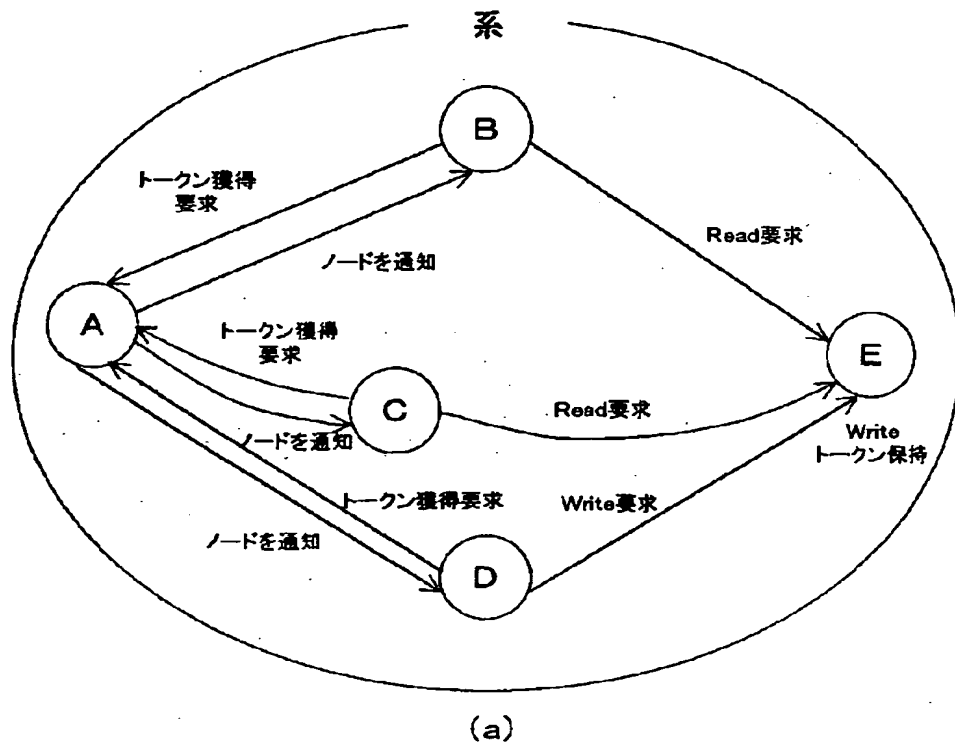 系
B
トークン獲得
要求
Read要求
ノードを通知
A
トークン獲得
要求
E
C
Read要求
Write
トークン保持
ノードを通知
トークン獲得要求
Write要求
ノードを通知
D
(a)